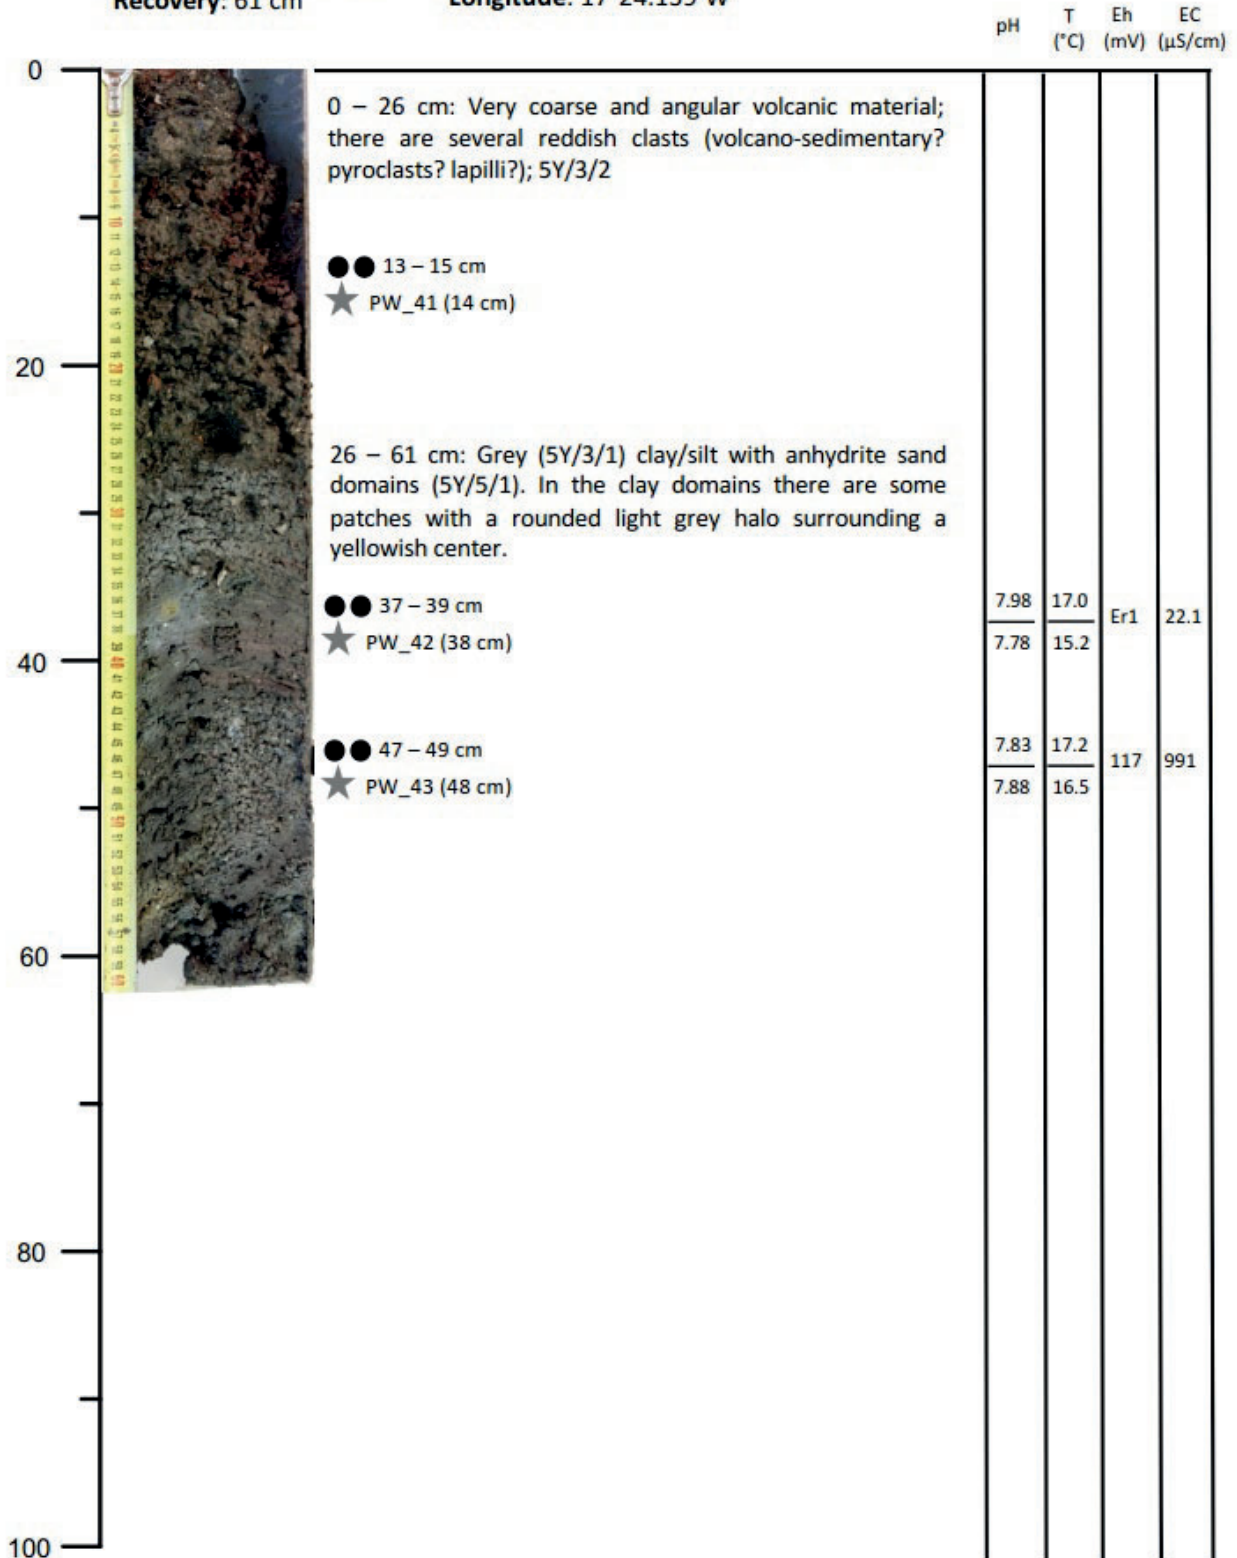 Recovery: 61 cm
pH T Eh EC
(°C) (mV) (µS/cm)
0
0 – 26 cm: Very coarse and angular volcanic material;
there are several reddish clasts (volcano-sedimentary?
pyroclasts? lapilli?); 5Y/3/2
13 – 15 cm
PW_41 (14 cm)
20
26 – 61 cm: Grey (5Y/3/1) clay/silt with anhydrite sand
domains (5Y/5/1). In the clay domains there are some
patches with a rounded light grey halo surrounding a
yellowish center.
37 – 39 cm
PW_42 (38 cm)
7.98 17.0 Er1 22.1
7.78 15.2
40
47 – 49 cm
PW_43 (48 cm)
7.83 17.2 117 991
7.88 16.5
60
80
100